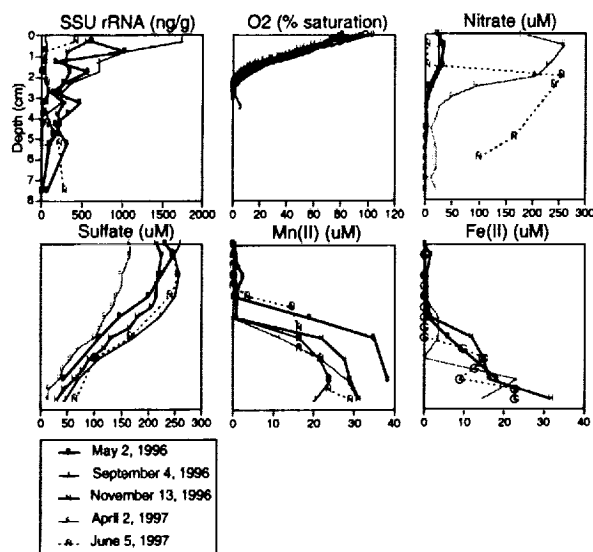 SSU rRNA (ng/g) O2 (% saturation) Nitrate (uM)
Depth (cm)
0
1
2
3
4
5
6
7
8
0 500 1000 1500 2000 0 20 40 60 80 100 120 0 50 100 150 200 250 300
Sulfate (uM) Mn(II) (uM) Fe(II) (uM)
0 50 100 150 200 250 300 0 10 20 30 40 0 10 20 30 40
May 2, 1996
September 4, 1996
November 13, 1996
April 2, 1997
June 5, 1997